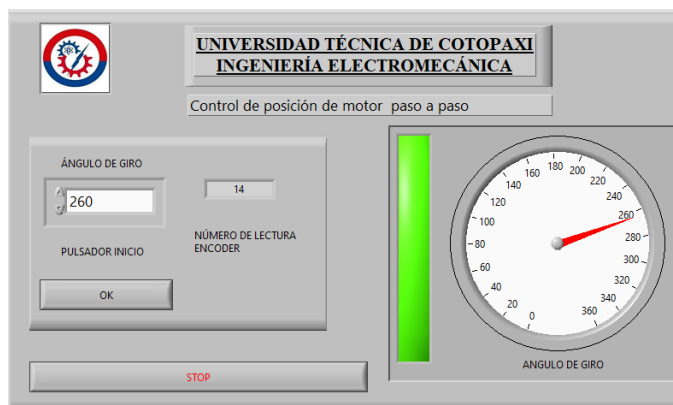 UNIVERSIDAD TÉCNICA DE COTOPAXI
INGENIERÍA ELECTROMECÁNICA
Control de posición de motor paso a paso
ÁNGULO DE GIRO
260
14
NÚMERO DE LECTURA
ENCODER
PULSADOR INICIO
OK
STOP
0
20
40
60
80
100
120
140
160
180
200
220
240
260
280
300
320
340
360
ANGULO DE GIRO